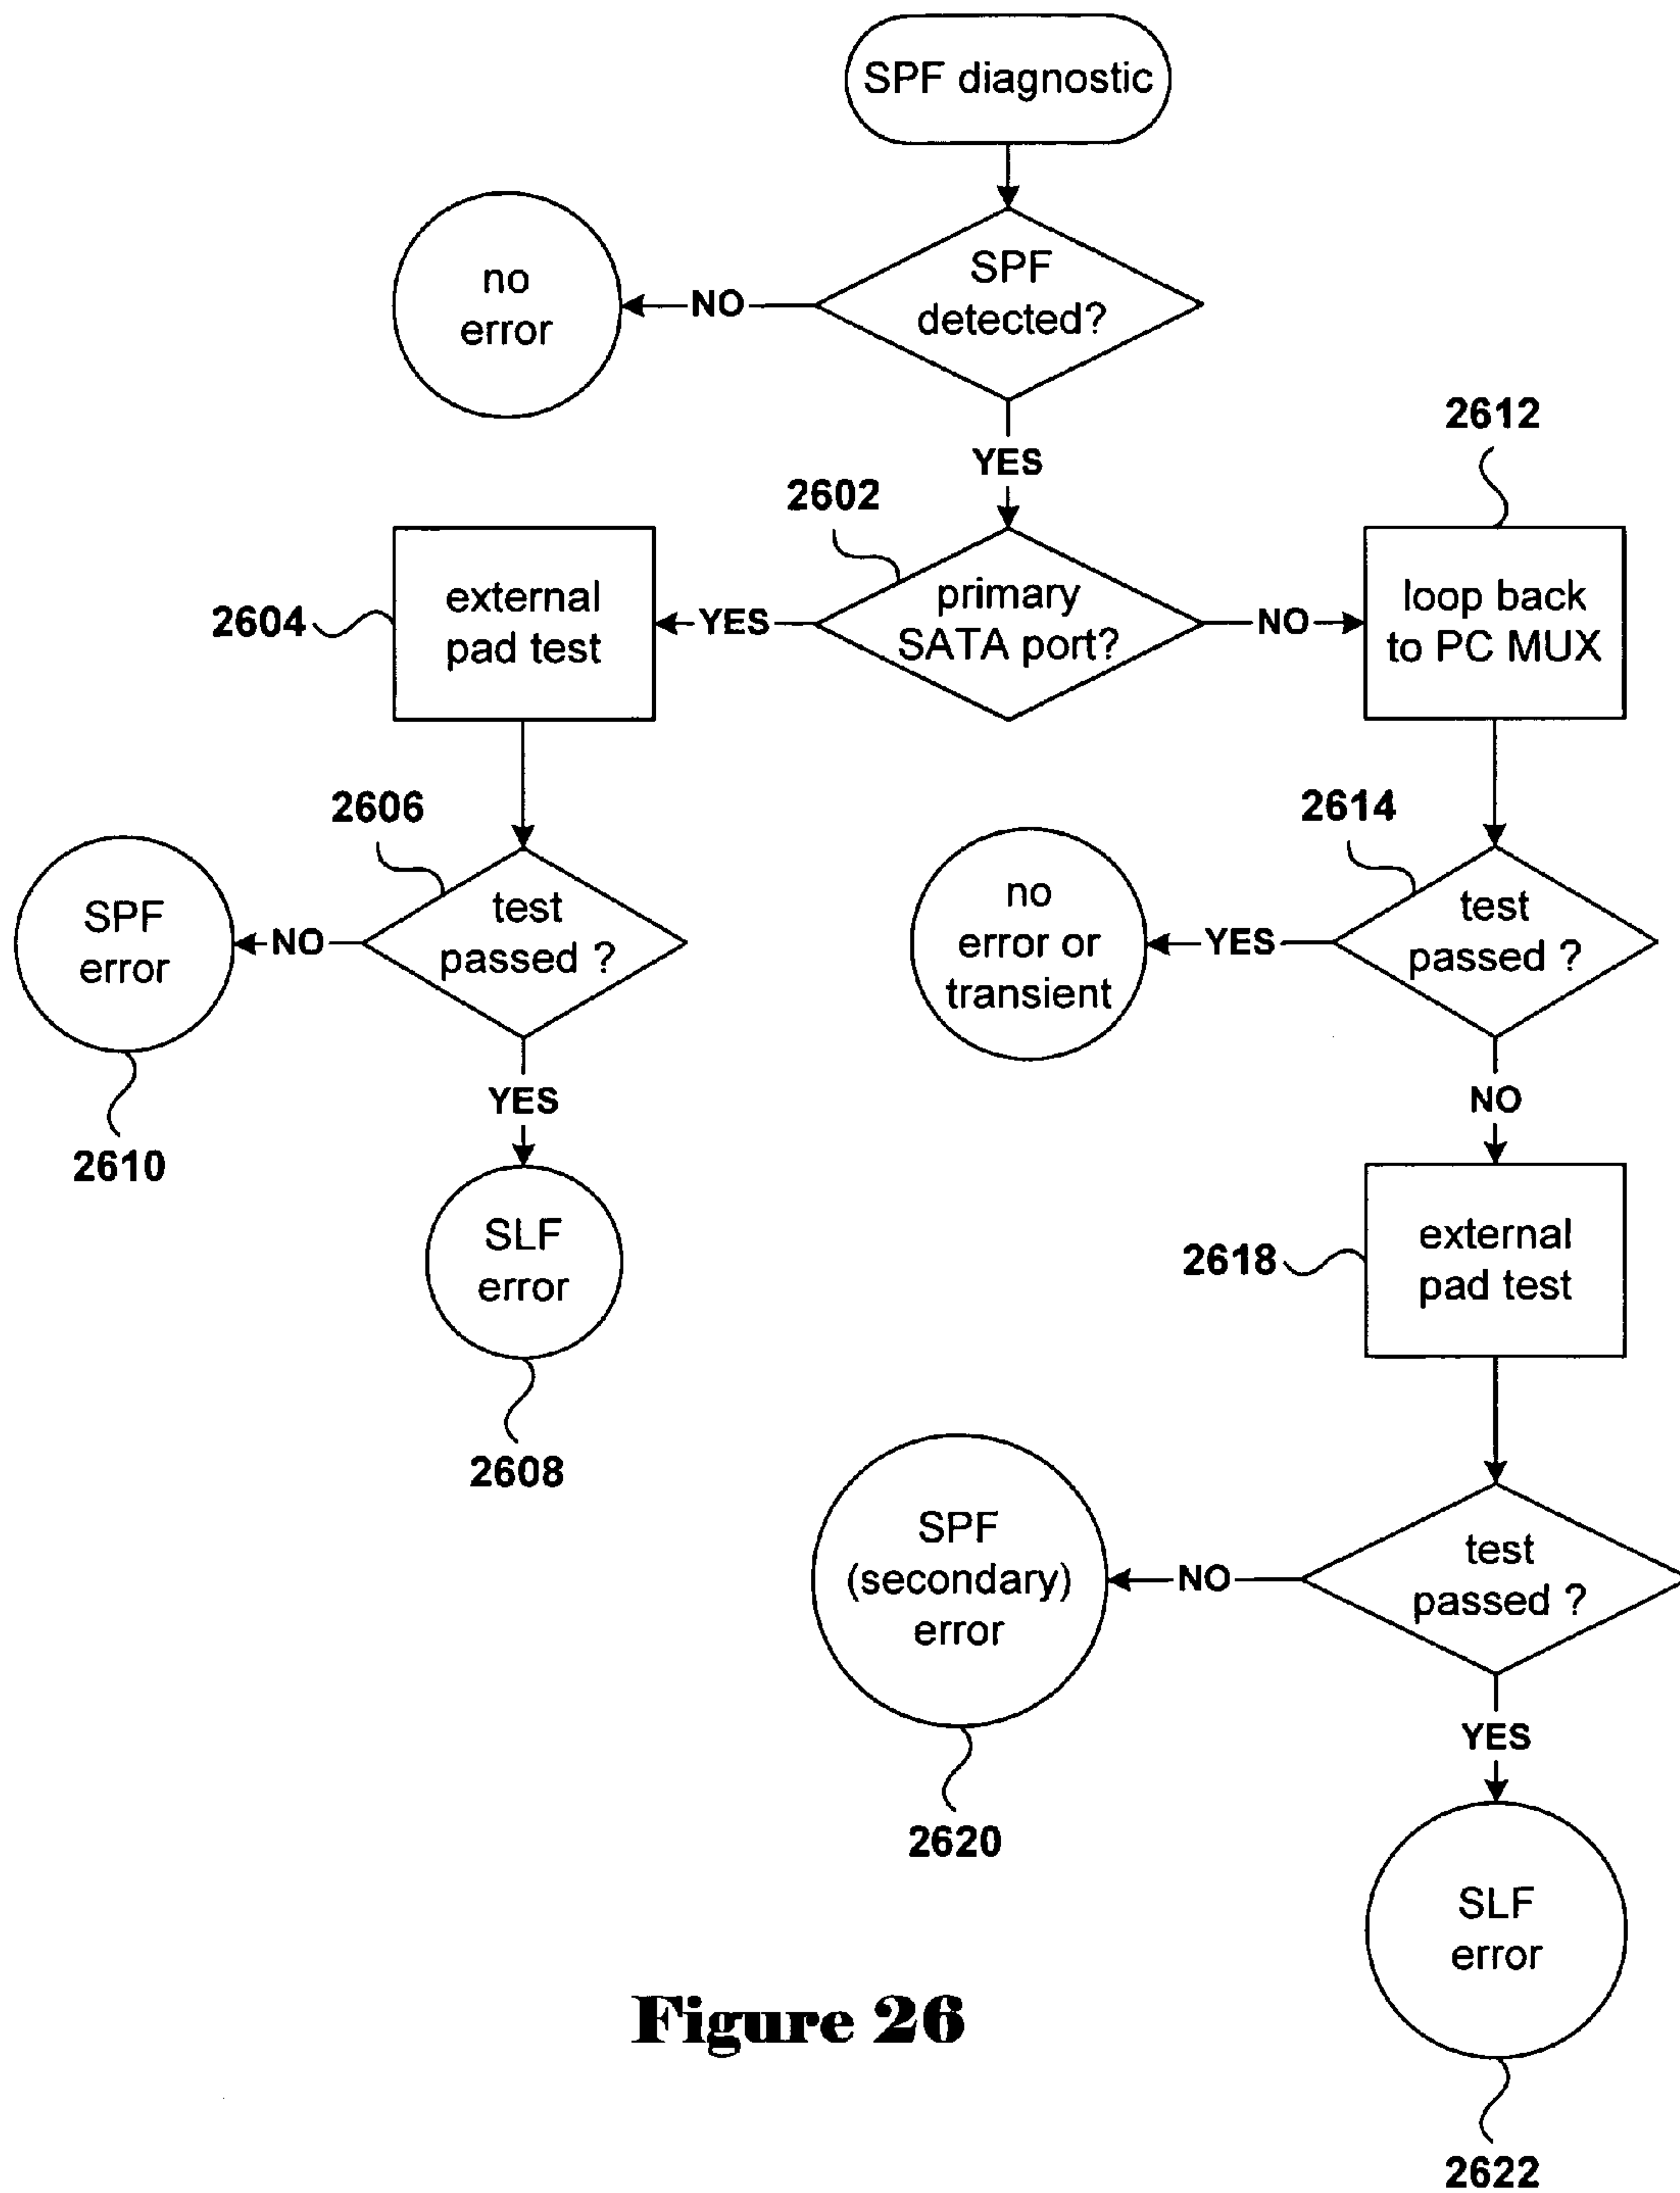 SPF diagnostic
SPF
detected?
NO
no
error
YES
2602
primary
SATA port?
YES
NO
2604
external
pad test
2612
loop back
to PC MUX
2606
test
passed ?
NO
SPF
error
2610
YES
SLF
error
2608
2614
test
passed ?
YES
no
error or
transient
NO
2618
external
pad test
test
passed ?
NO
SPF
(secondary)
error
2620
YES
SLF
error
2622
Figure 26